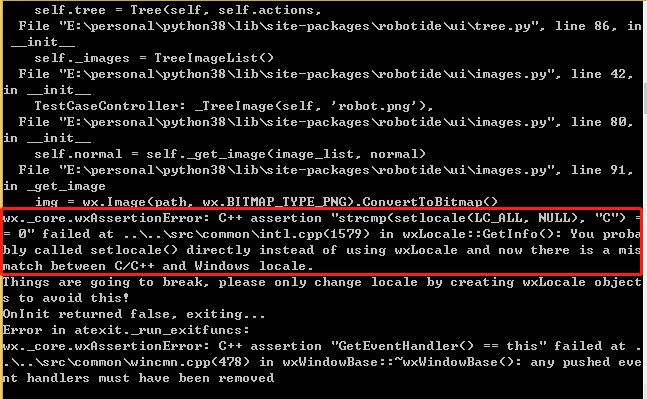 self.tree = Tree(self, self.actions,
File "E:\personal\python38\lib\site-packages\robotide\ui\tree.py", line 86, in
__init__
self._images = TreeImageList()
File "E:\personal\python38\lib\site-packages\robotide\ui\images.py", line 42,
in __init__
TestCaseController: _TreeImage(self, 'robot.png'),
File "E:\personal\python38\lib\site-packages\robotide\ui\images.py", line 80,
in __init__
self.normal = self._get_image(image_list, normal)
File "E:\personal\python38\lib\site-packages\robotide\ui\images.py", line 91,
in _get_image
img = wx.Image(path, wx.BITMAP_TYPE_PNG).ConvertToBitmap()
wx._core.wxAssertionError: C++ assertion "strcmp(setlocale(LC_ALL, NULL), "C") =
= 0" failed at ..\..\src\common\intl.cpp(1579) in wxLocale::GetInfo(): You proba
bly called setlocale() directly instead of using wxLocale and now there is a mis
match between C/C++ and Windows locale.
Things are going to break, please only change locale by creating wxLocale object
s to avoid this!
OnInit returned false, exiting...
Error in atexit._run_exitfuncs:
wx._core.wxAssertionError: C++ assertion "GetEventHandler() == this" failed at .
.\..\src\common\wincmn.cpp(478) in wxWindowBase::~wxWindowBase(): any pushed eve
nt handlers must have been removed